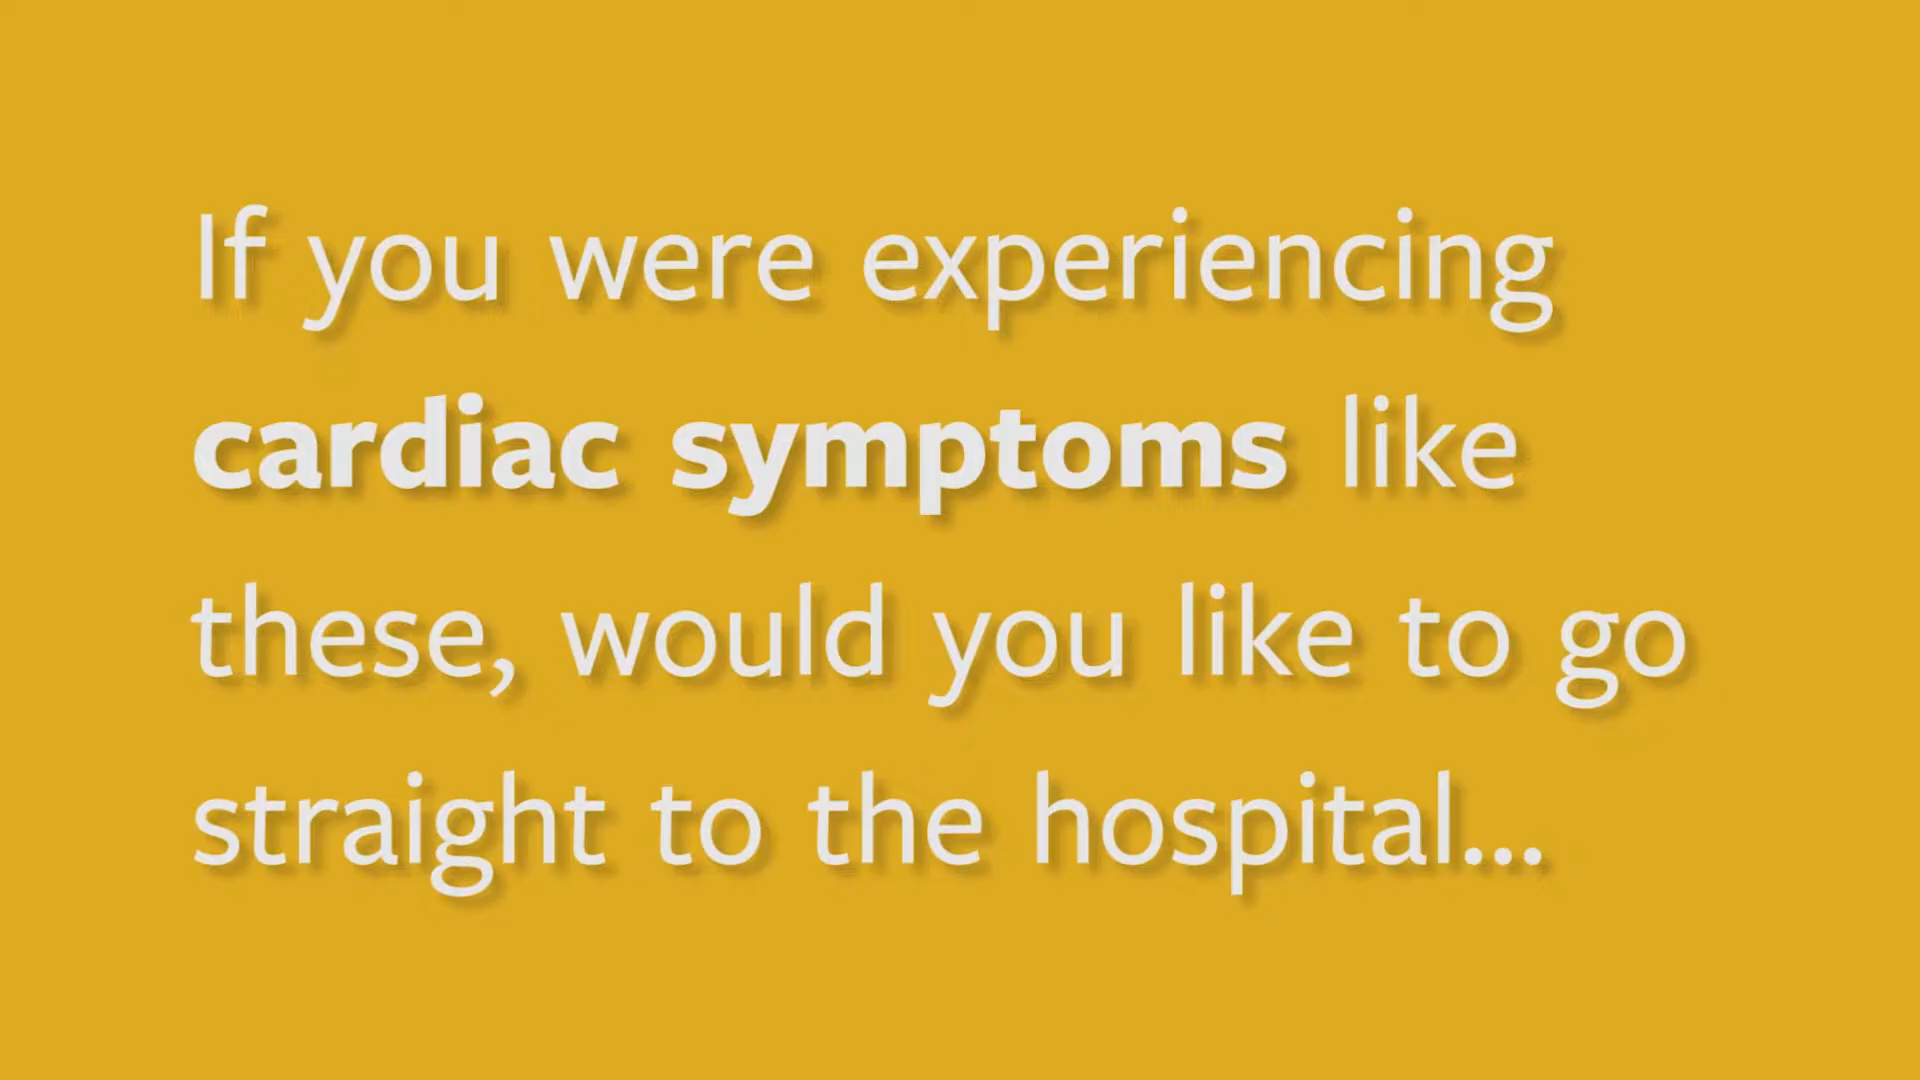 If you were experiencing
cardiac symptoms like
these, would you like to go
straight to the hospital...